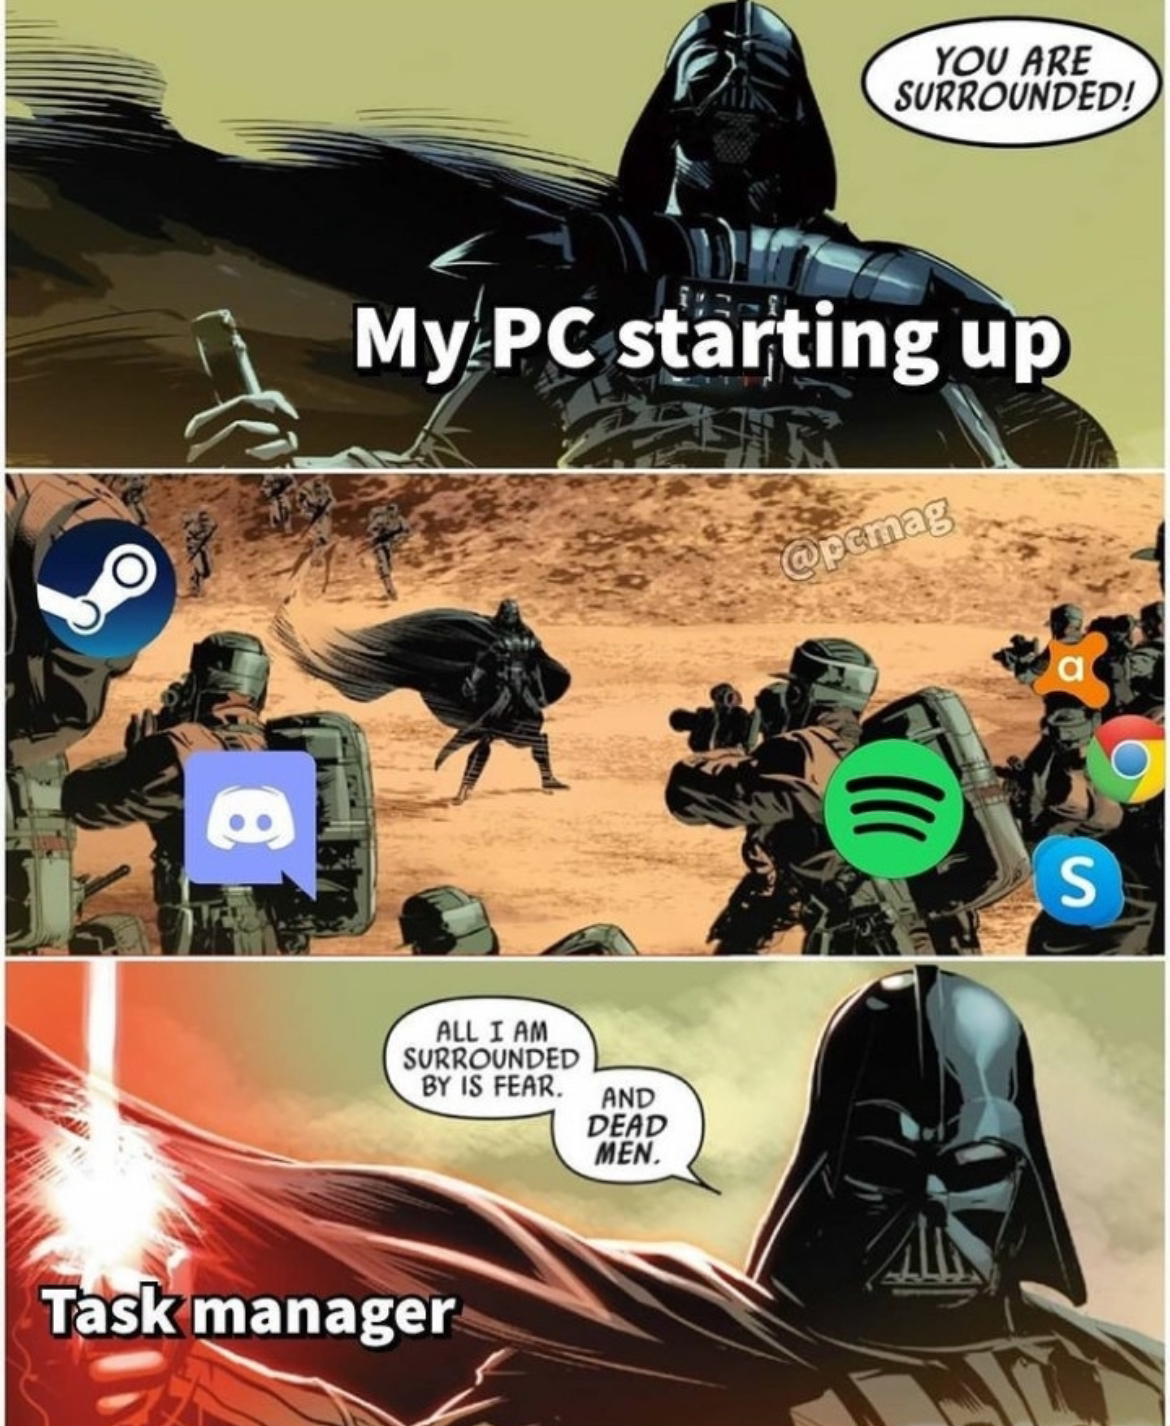 YOU ARE
SURROUNDED!
My PC starting up
@pcmag
a
S
ALL I AM
SURROUNDED
BY IS FEAR.
AND
DEAD
MEN.
Task manager